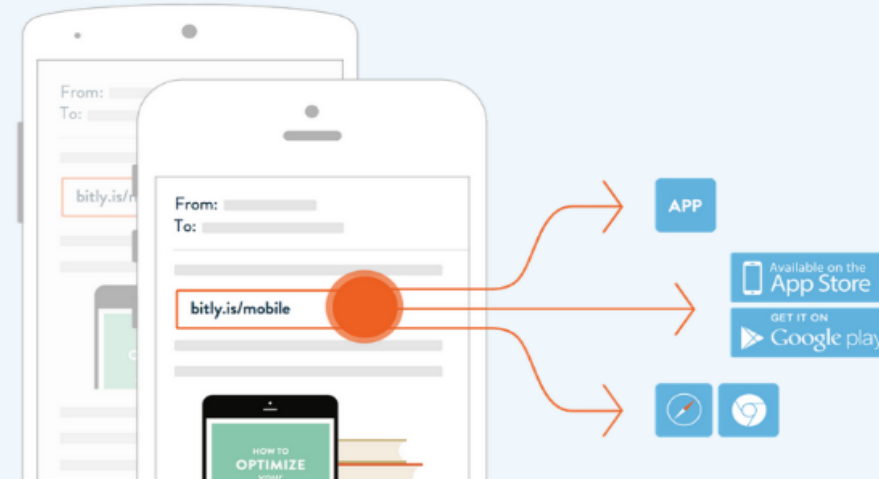 From:
To:
bitly.is/m
From:
To:
bitly.is/mobile
HOW TO
OPTIMIZE
YOUR
APP
Available on the
App Store
GET IT ON
Google play